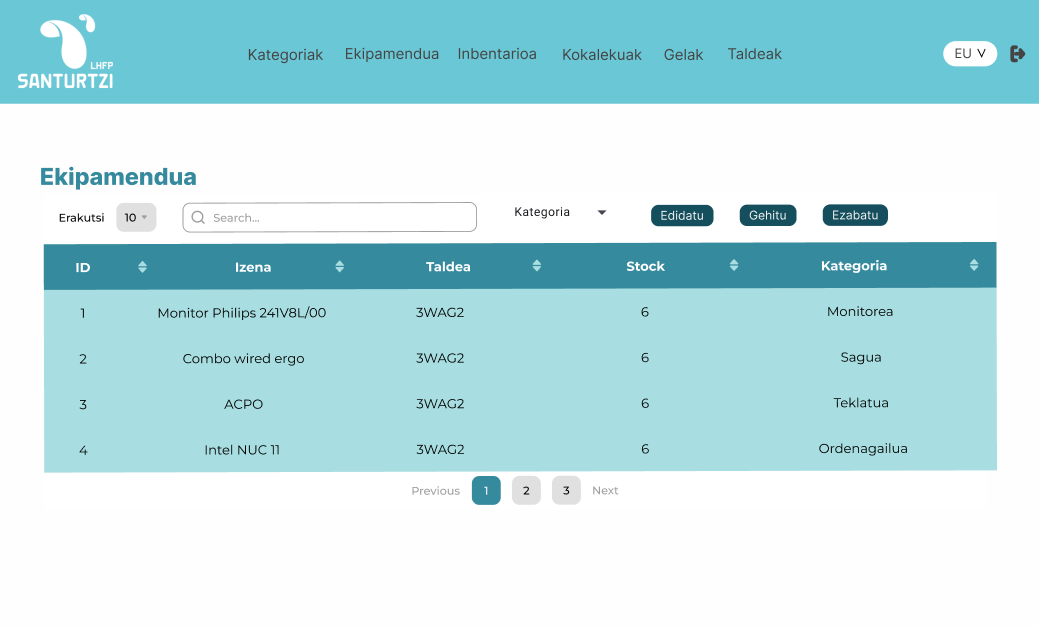 LHFP
SANTURTZI
Kategoriak Ekipamendua Inbentarioa Kokalekuak Gelak Taldeak
EU V
Ekipamendua
Erakutsi 10 Search... Kategoria Edidatu Gehitu Ezabatu
ID Izena Taldea Stock Kategoria
1 Monitor Philips 241V8L/00 3WAG2 6 Monitorea
2 Combo wired ergo 3WAG2 6 Sagua
3 ACPO 3WAG2 6 Teklatua
4 Intel NUC 11 3WAG2 6 Ordenagailua
Previous 1 2 3 Next